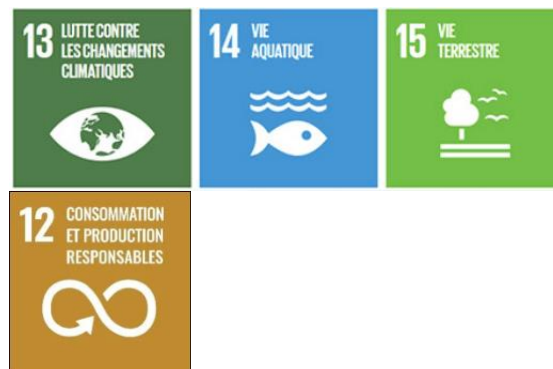 13 LUTTE CONTRE
LES CHANGEMENTS
CLIMATIQUES
14 VIE
AQUATIQUE
15 VIE
TERRESTRE
12 CONSOMMATION
ET PRODUCTION
RESPONSABLES